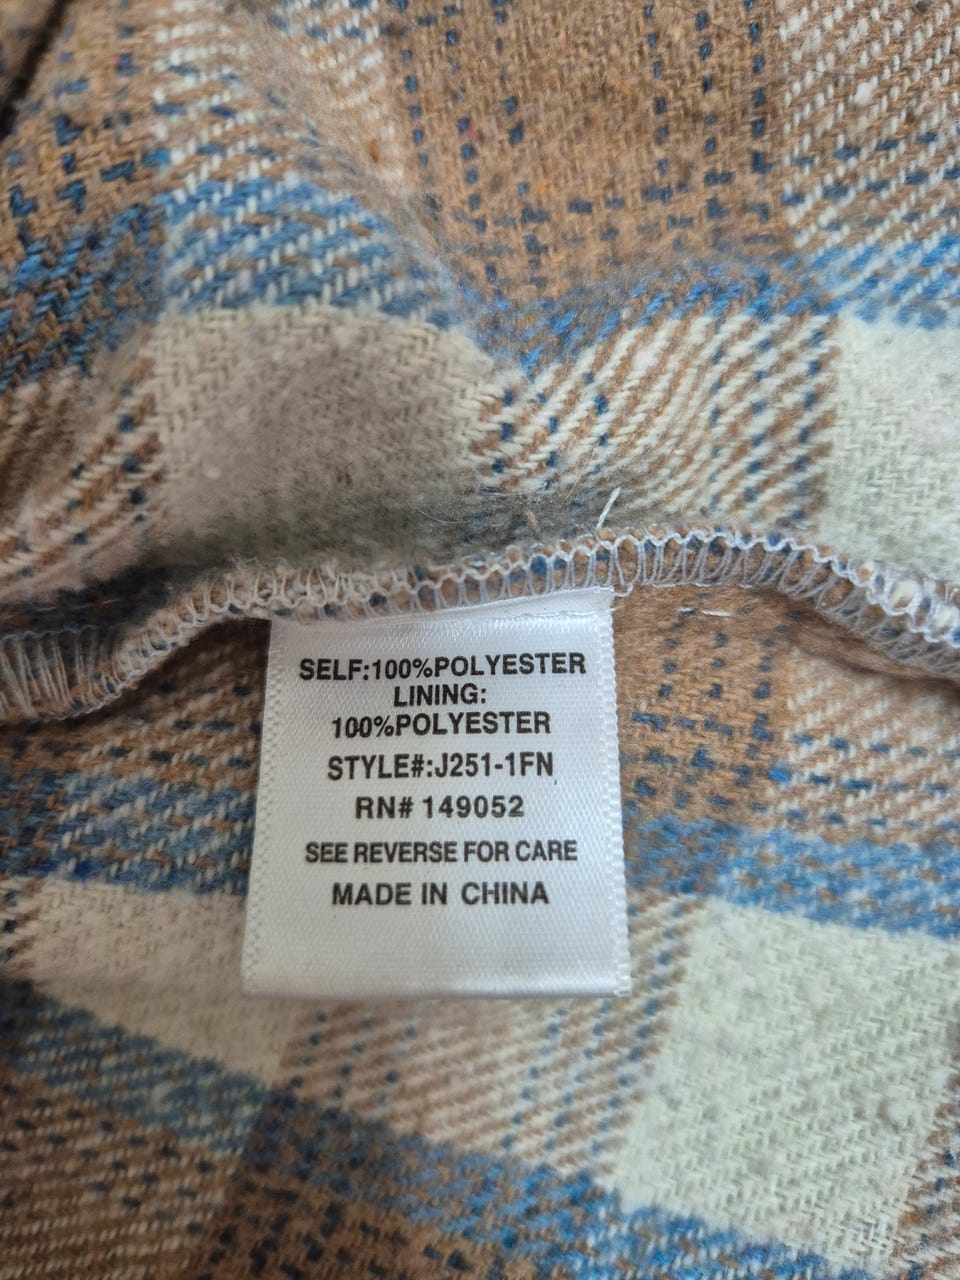 SELF:100%POLYESTER
LINING:
100%POLYESTER
STYLE#:J251-1FN
RN# 149052
SEE REVERSE FOR CARE
MADE IN CHINA